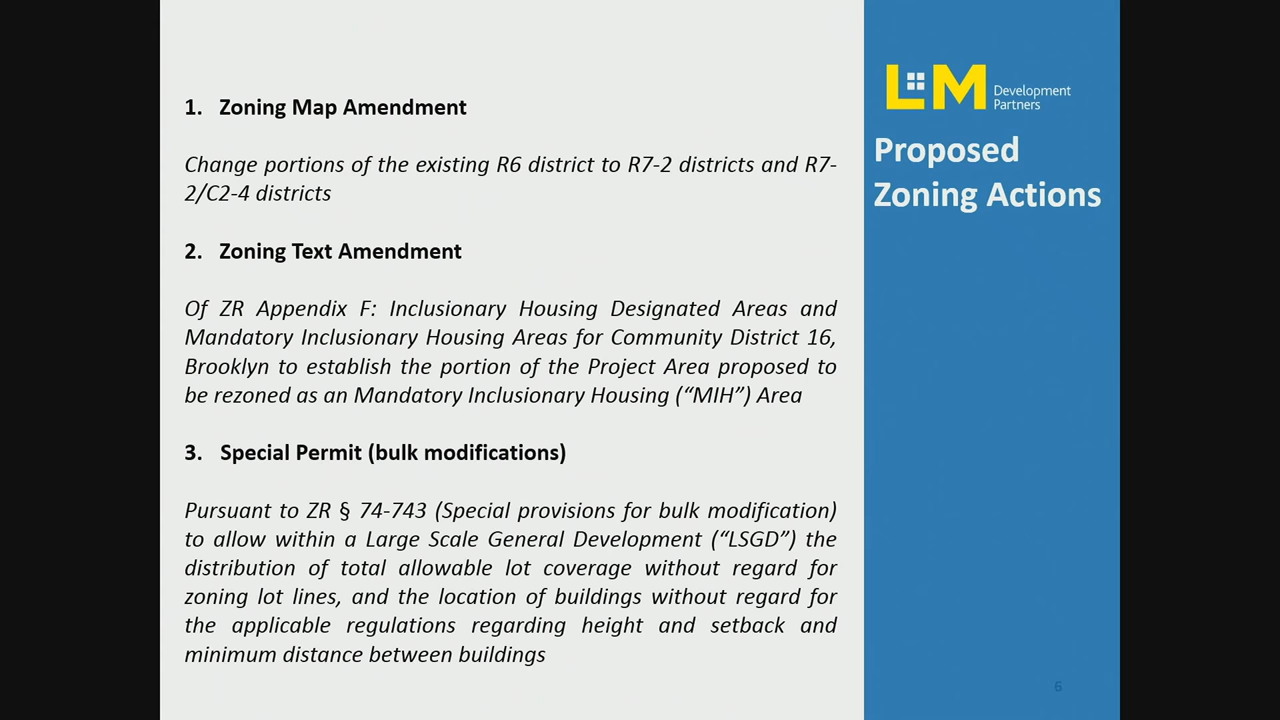 1. Zoning Map Amendment
Change portions of the existing R6 district to R7-2 districts and R7-
2/C2-4 districts
2. Zoning Text Amendment
Of ZR Appendix F: Inclusionary Housing Designated Areas and
Mandatory Inclusionary Housing Areas for Community District 16,
Brooklyn to establish the portion of the Project Area proposed to
be rezoned as an Mandatory Inclusionary Housing (“MIH”) Area
3. Special Permit (bulk modifications)
Pursuant to ZR § 74-743 (Special provisions for bulk modification)
to allow within a Large Scale General Development (“LSGD”) the
distribution of total allowable lot coverage without regard for
zoning lot lines, and the location of buildings without regard for
the applicable regulations regarding height and setback and
minimum distance between buildings
LM Development
Partners
Proposed
Zoning Actions
6